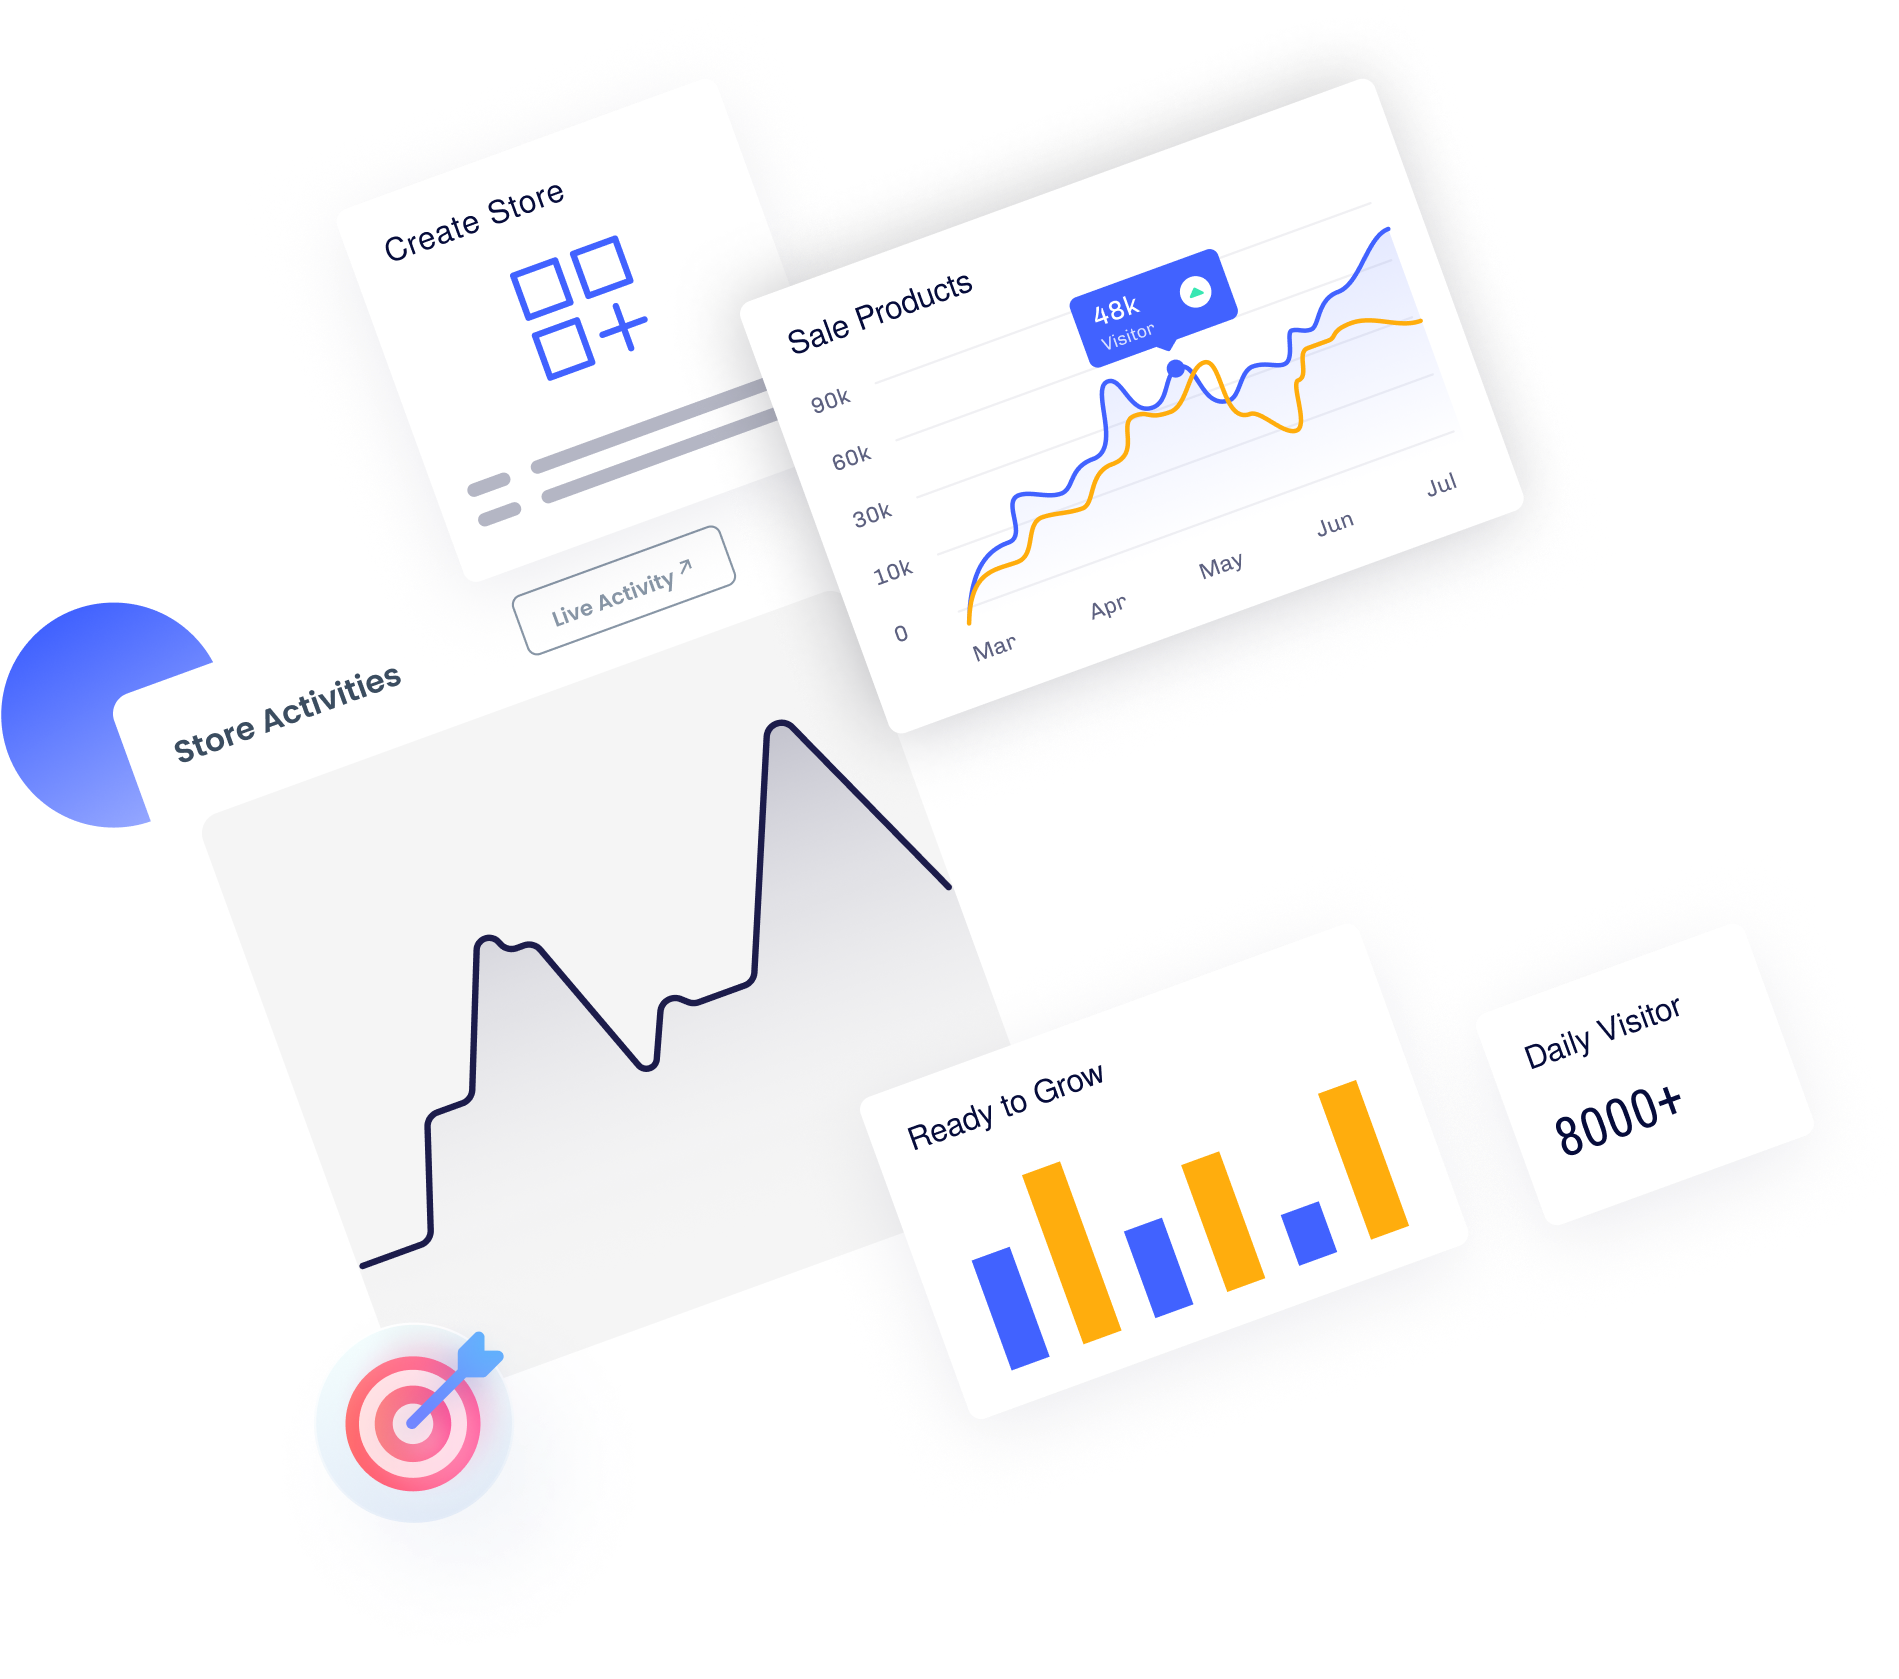 Create Store
Sale Products
48k
Visitor
90k
60k
30k
10k
0
Mar
Apr
May
Jun
Jul
Live Activity
Store Activities
Ready to Grow
Daily Visitor
8000+